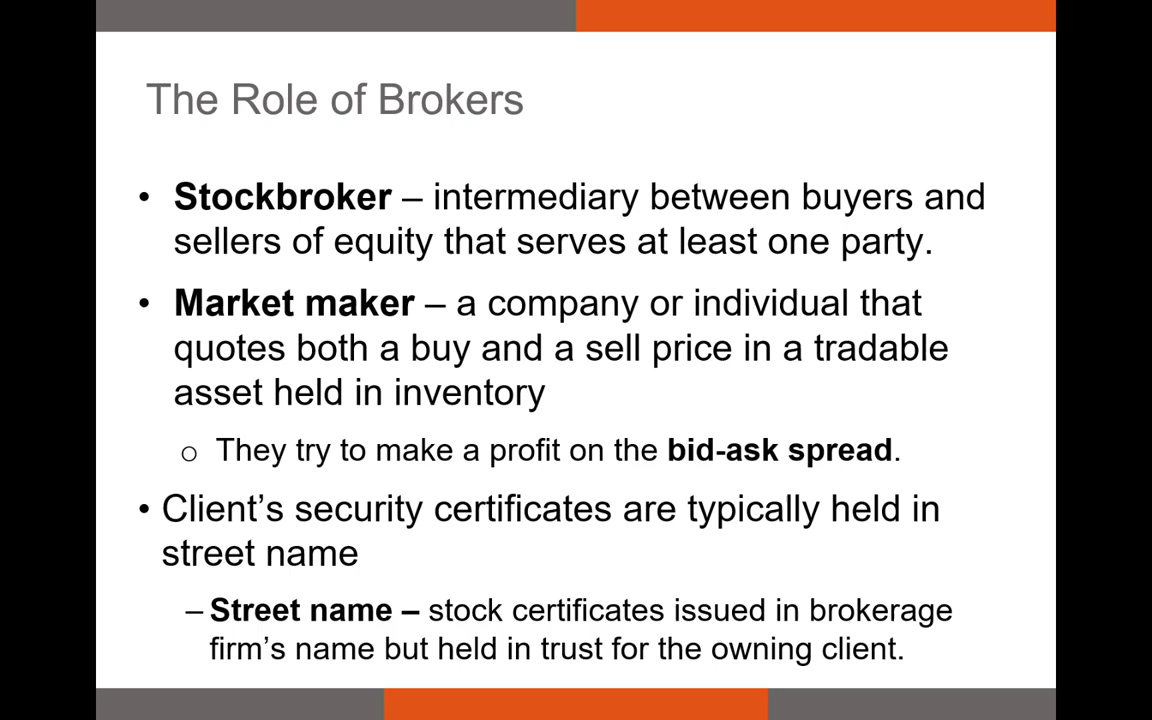 The Role of Brokers
• Stockbroker – intermediary between buyers and
sellers of equity that serves at least one party.
• Market maker – a company or individual that
quotes both a buy and a sell price in a tradable
asset held in inventory
o They try to make a profit on the bid-ask spread.
• Client’s security certificates are typically held in
street name
– Street name – stock certificates issued in brokerage
firm’s name but held in trust for the owning client.